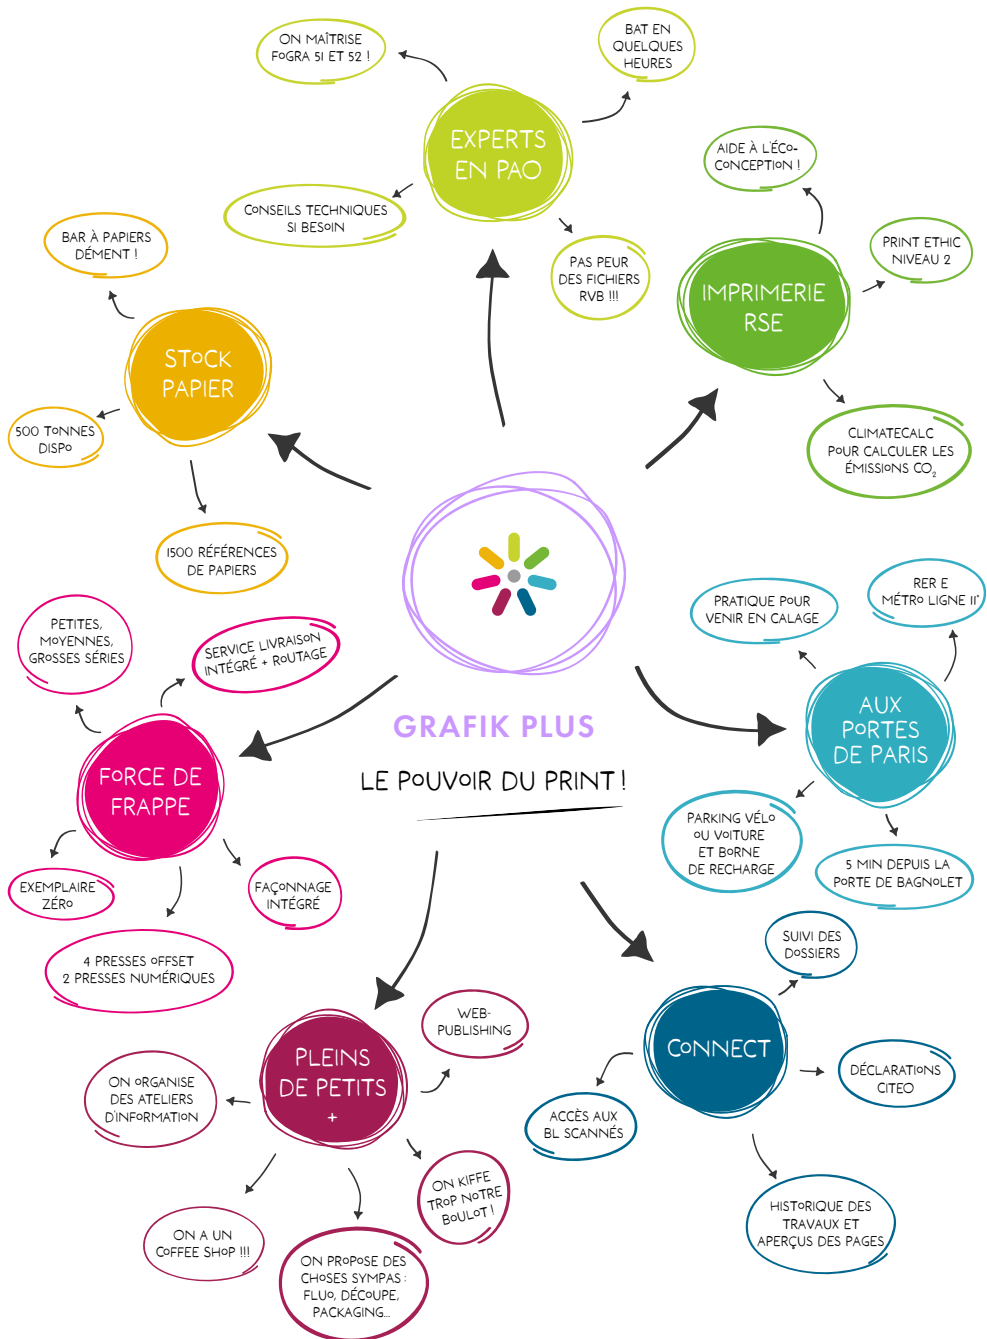 ON MAÎTRISE
FOGRA 51 ET 52 !
BAT EN
QUELQUES
HEURES
EXPERTS
EN PAO
CONSEILS TECHNIQUES
SI BESOIN
PAS PEUR
DES FICHIERS
RVB !!!
AIDE À L'ÉCO-
CONCEPTION !
PRINT ETHIC
NIVEAU 2
IMPRIMERIE
RSE
CLIMATECALC
POUR CALCULER LES
ÉMISSIONS CO₂
BAR À PAPIERS
DÉMENT !
STOCK
PAPIER
500 TONNES
DISPO
1500 RÉFÉRENCES
DE PAPIERS
PRATIQUE POUR
VENIR EN CALAGE
RER E
MÉTRO LIGNE 11*
AUX
PORTES
DE PARIS
PARKING VÉLO
OU VOITURE
ET BORNE
DE RECHARGE
5 MIN DEPUIS LA
PORTE DE BAGNOLET
PETITES,
MOYENNES,
GROSSES SÉRIES
SERVICE LIVRAISON
INTÉGRÉ + ROUTAGE
FORCE DE
FRAPPE
EXEMPLAIRE
ZÉRO
FAÇONNAGE
INTÉGRÉ
4 PRESSES OFFSET
2 PRESSES NUMÉRIQUES
GRAFIK PLUS
LE POUVOIR DU PRINT !
SUIVI DES
DOSSIERS
CONNECT
DÉCLARATIONS
CITEO
ACCÈS AUX
BL SCANNÉS
HISTORIQUE DES
TRAVAUX ET
APERÇUS DES PAGES
WEB-
PUBLISHING
PLEINS
DE PETITS
+
ON ORGANISE
DES ATELIERS
D'INFORMATION
ON KIFFE
TROP NOTRE
BOULOT !
ON A UN
COFFEE SHOP !!!
ON PROPOSE DES
CHOSES SYMPAS :
FLUO, DÉCOUPE,
PACKAGING...